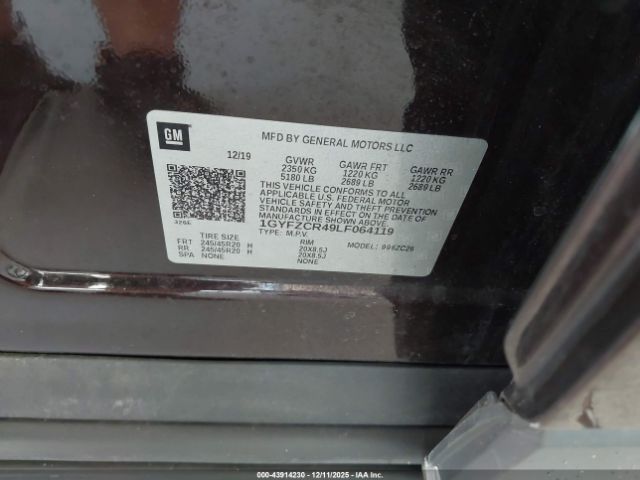 GM
MFD BY GENERAL MOTORS LLC
12/19 GVWR GAWR FRT GAWR RR
2350 KG 1220 KG 1220 KG
5180 LB 2689 LB 2689 LB
THIS VEHICLE CONFORMS TO ALL
APPLICABLE U.S. FEDERAL MOTOR
VEHICLE SAFETY AND THEFT PREVENTION
STANDARDS IN EFFECT ON THE DATE OF
MANUFACTURE SHOWN ABOVE.
1GYFZCR49LF064119
TYPE: M.P.V. MODEL:
TIRE SIZE RIM
FRT 245/45R20 H 20X8.5J
RR 245/45R20 H 20X8.5J
SPA NONE NONE
000-43914230 - 12/11/2025 - IAAI.COM